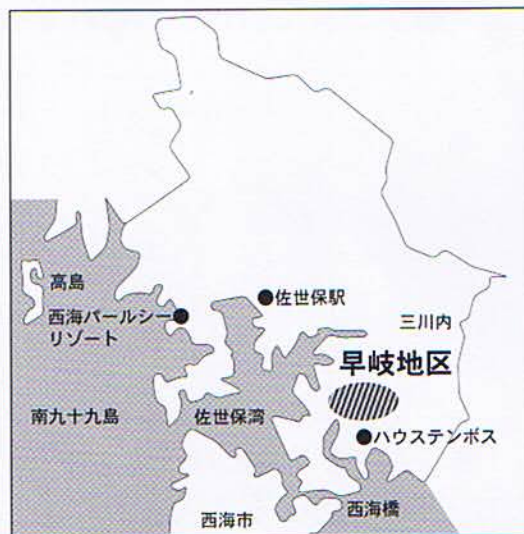 高島
西海パールシー
リゾート
佐世保駅
三川内
早岐地区
南九十九島
佐世保湾
ハウステンボス
西海市
西海橋